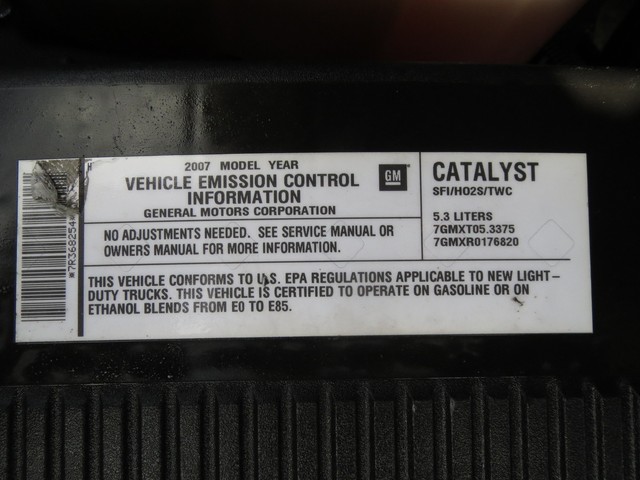 2007 MODEL YEAR
VEHICLE EMISSION CONTROL
INFORMATION
GENERAL MOTORS CORPORATION
GM
NO ADJUSTMENTS NEEDED. SEE SERVICE MANUAL OR
OWNERS MANUAL FOR MORE INFORMATION.
CATALYST
SFI/HO2S/TWC
5.3 LITERS
7GMXT05.3375
7GMXR0176820
THIS VEHICLE CONFORMS TO U.S. EPA REGULATIONS APPLICABLE TO NEW LIGHT-
DUTY TRUCKS. THIS VEHICLE IS CERTIFIED TO OPERATE ON GASOLINE OR ON
ETHANOL BLENDS FROM E0 TO E85.
*7R368254*